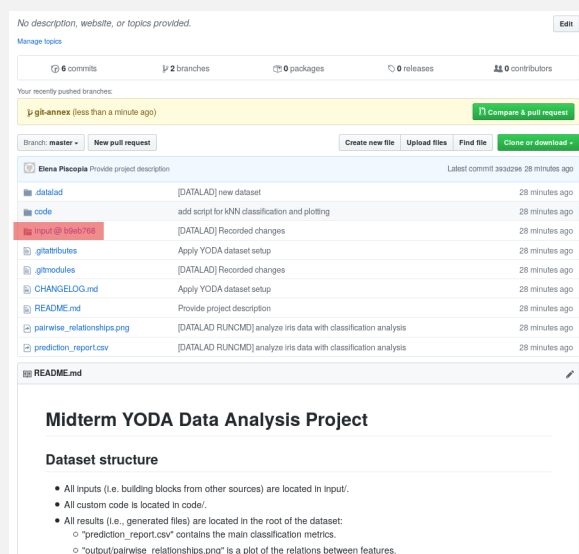 No description, website, or topics provided.
Edit
Manage topics
6 commits
2 branches
0 packages
0 releases
0 contributors
Your recently pushed branches:
git-annex (less than a minute ago)
Compare & pull request
Branch: master
New pull request
Create new file
Upload files
Find file
Clone or download
Elena Piscopia Provide project description
Latest commit 393d296 28 minutes ago
.datalad [DATALAD] new dataset 28 minutes ago
code add script for kNN classification and plotting 28 minutes ago
input @ b9eb768 [DATALAD] Recorded changes 28 minutes ago
.gitattributes Apply YODA dataset setup 28 minutes ago
.gitmodules [DATALAD] Recorded changes 28 minutes ago
CHANGELOG.md Apply YODA dataset setup 28 minutes ago
README.md Provide project description 28 minutes ago
pairwise_relationships.png [DATALAD RUNCMD] analyze iris data with classification analysis 28 minutes ago
prediction_report.csv [DATALAD RUNCMD] analyze iris data with classification analysis 28 minutes ago
README.md
Midterm YODA Data Analysis Project
Dataset structure
All inputs (i.e. building blocks from other sources) are located in input/.
All custom code is located in code/.
All results (i.e., generated files) are located in the root of the dataset:
"prediction_report.csv" contains the main classification metrics.
"output/pairwise_relationships.png" is a plot of the relations between features.